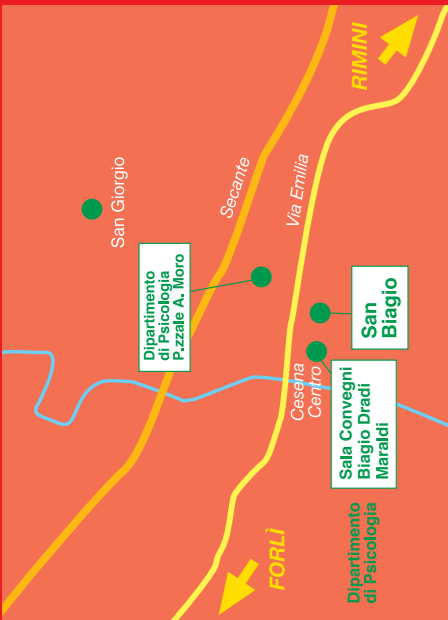 San Giorgio
Secante
RIMINI
Via Emilia
Dipartimento
di Psicologia
P.zzale A. Moro
San
Biagio
Cesena
Centro
Sala Convegni
Biagio Dradi
Maraldi
FORLÌ
Dipartimento
di Psicologia